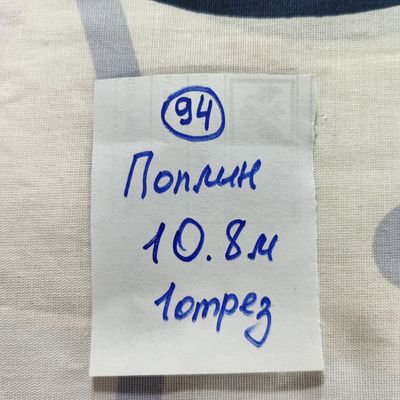 94
Поплин
10.8м
1отрез